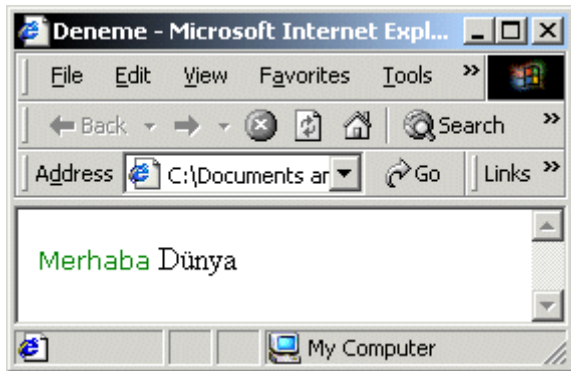 Deneme - Microsoft Internet Expl...
File Edit View Favorites Tools »
Back Search »
Address C:\Documents ar Go Links »
Merhaba Dünya
My Computer